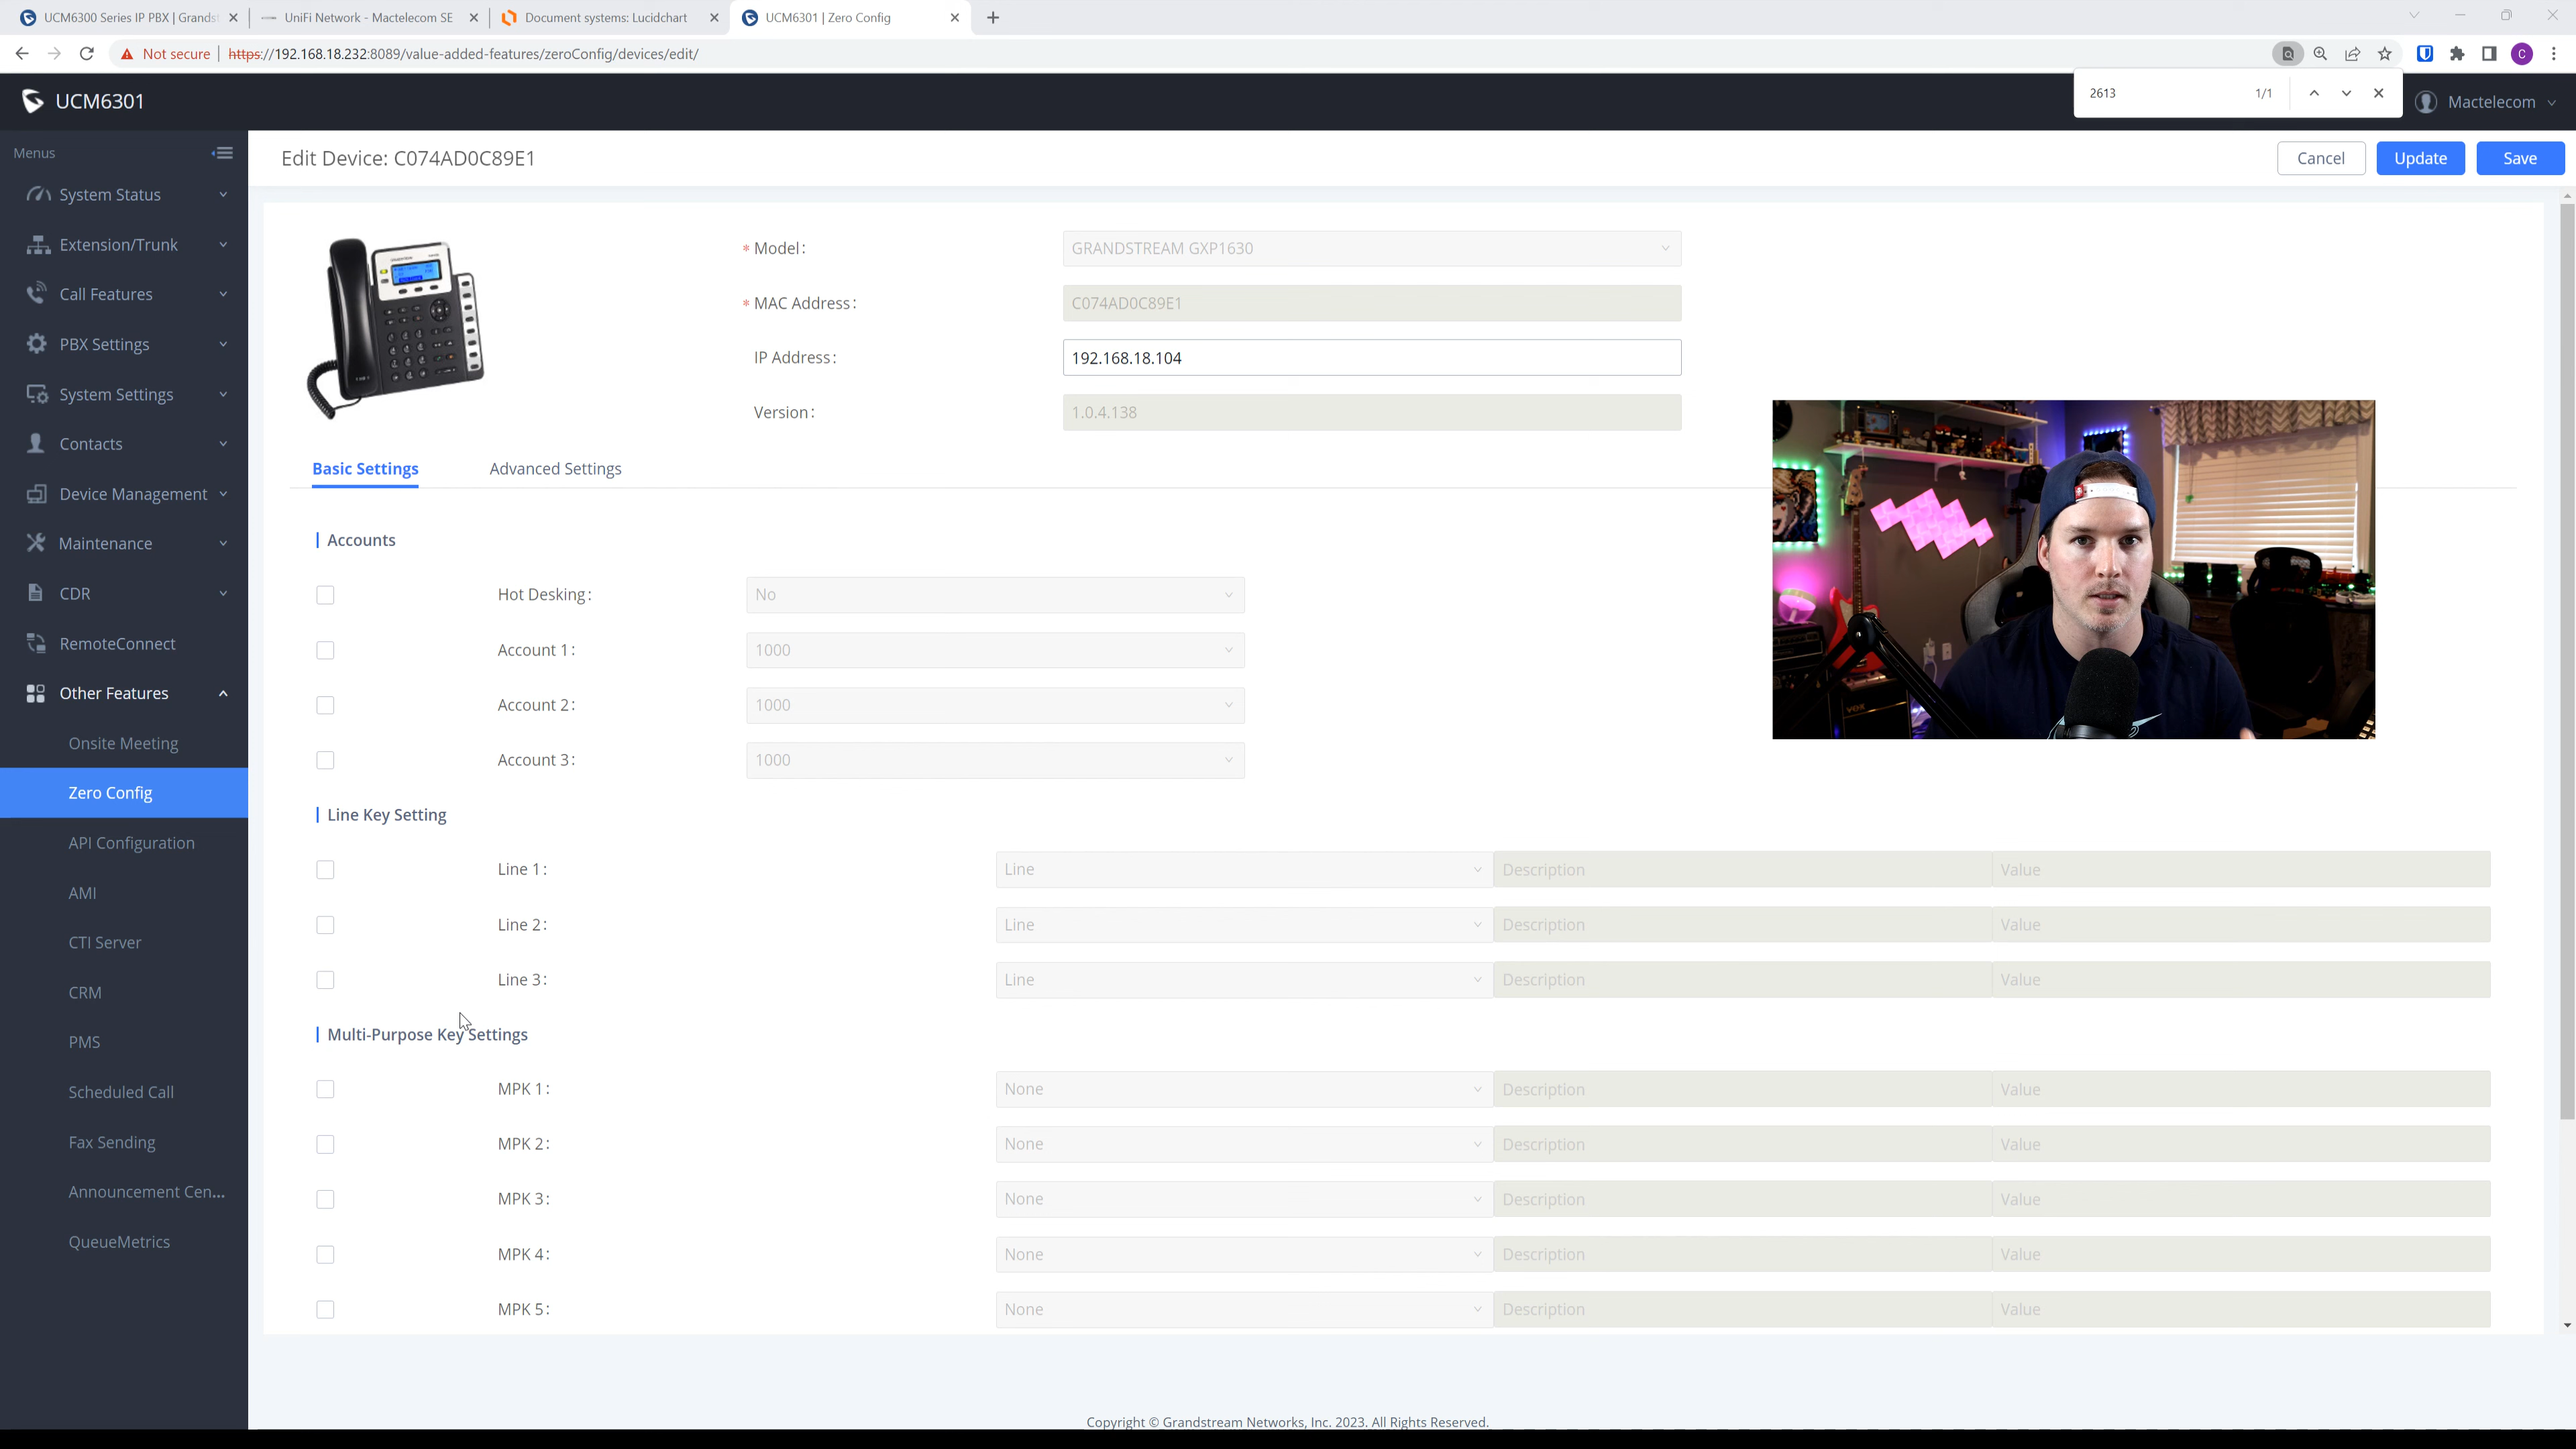 UCM6300 Series IP PBX | Grands
UniFi Network - Mactelecom SE
Document systems: Lucidchart
UCM6301 | Zero Config
Not secure
https://192.168.18.232:8089/value-added-features/zeroConfig/devices/edit/
C
2613
1/1
UCM6301
Mactelecom
Menus
System Status
Extension/Trunk
Call Features
PBX Settings
System Settings
Contacts
Device Management
Maintenance
CDR
RemoteConnect
Other Features
Onsite Meeting
Zero Config
API Configuration
AMI
CTI Server
CRM
PMS
Scheduled Call
Fax Sending
Announcement Cen...
QueueMetrics
Edit Device: C074AD0C89E1
Cancel
Update
Save
* Model:
GRANDSTREAM GXP1630
* MAC Address:
C074AD0C89E1
IP Address:
192.168.18.104
Version:
1.0.4.138
Basic Settings
Advanced Settings
Accounts
Hot Desking:
No
Account 1:
1000
Account 2:
1000
Account 3:
1000
Line Key Setting
Line 1:
Line
Description
Value
Line 2:
Line
Description
Value
Line 3:
Line
Description
Value
Multi-Purpose Key Settings
MPK 1:
None
Description
Value
MPK 2:
None
Description
Value
MPK 3:
None
Description
Value
MPK 4:
None
Description
Value
MPK 5:
None
Description
Value
VOX
Copyright © Grandstream Networks, Inc. 2023. All Rights Reserved.